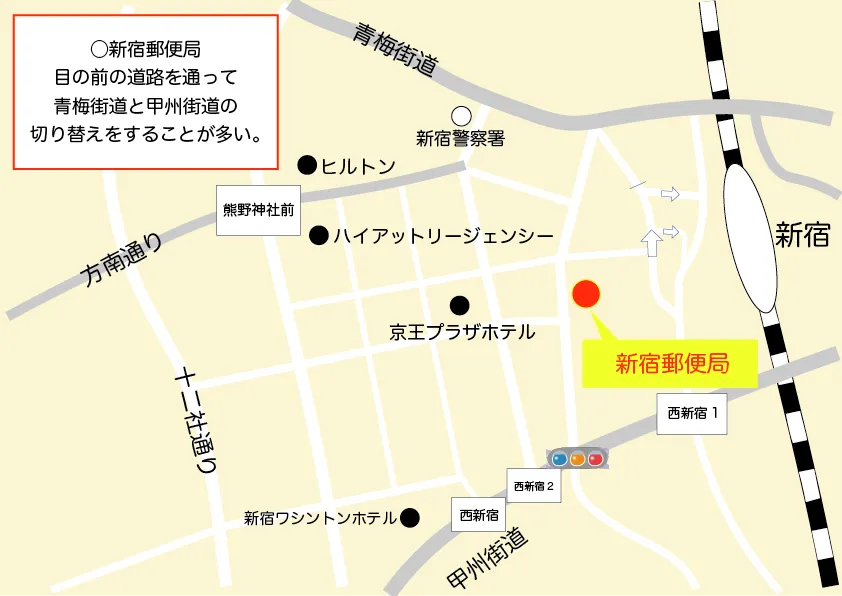 ○新宿郵便局
目の前の道路を通って
青梅街道と甲州街道の
切り替えをすることが多い。
青梅街道
新宿警察署
ヒルトン
熊野神社前
ハイアットリージェンシー
方南通り
新宿
京王プラザホテル
新宿郵便局
十二社通り
西新宿1
西新宿2
西新宿
新宿ワシントンホテル
甲州街道